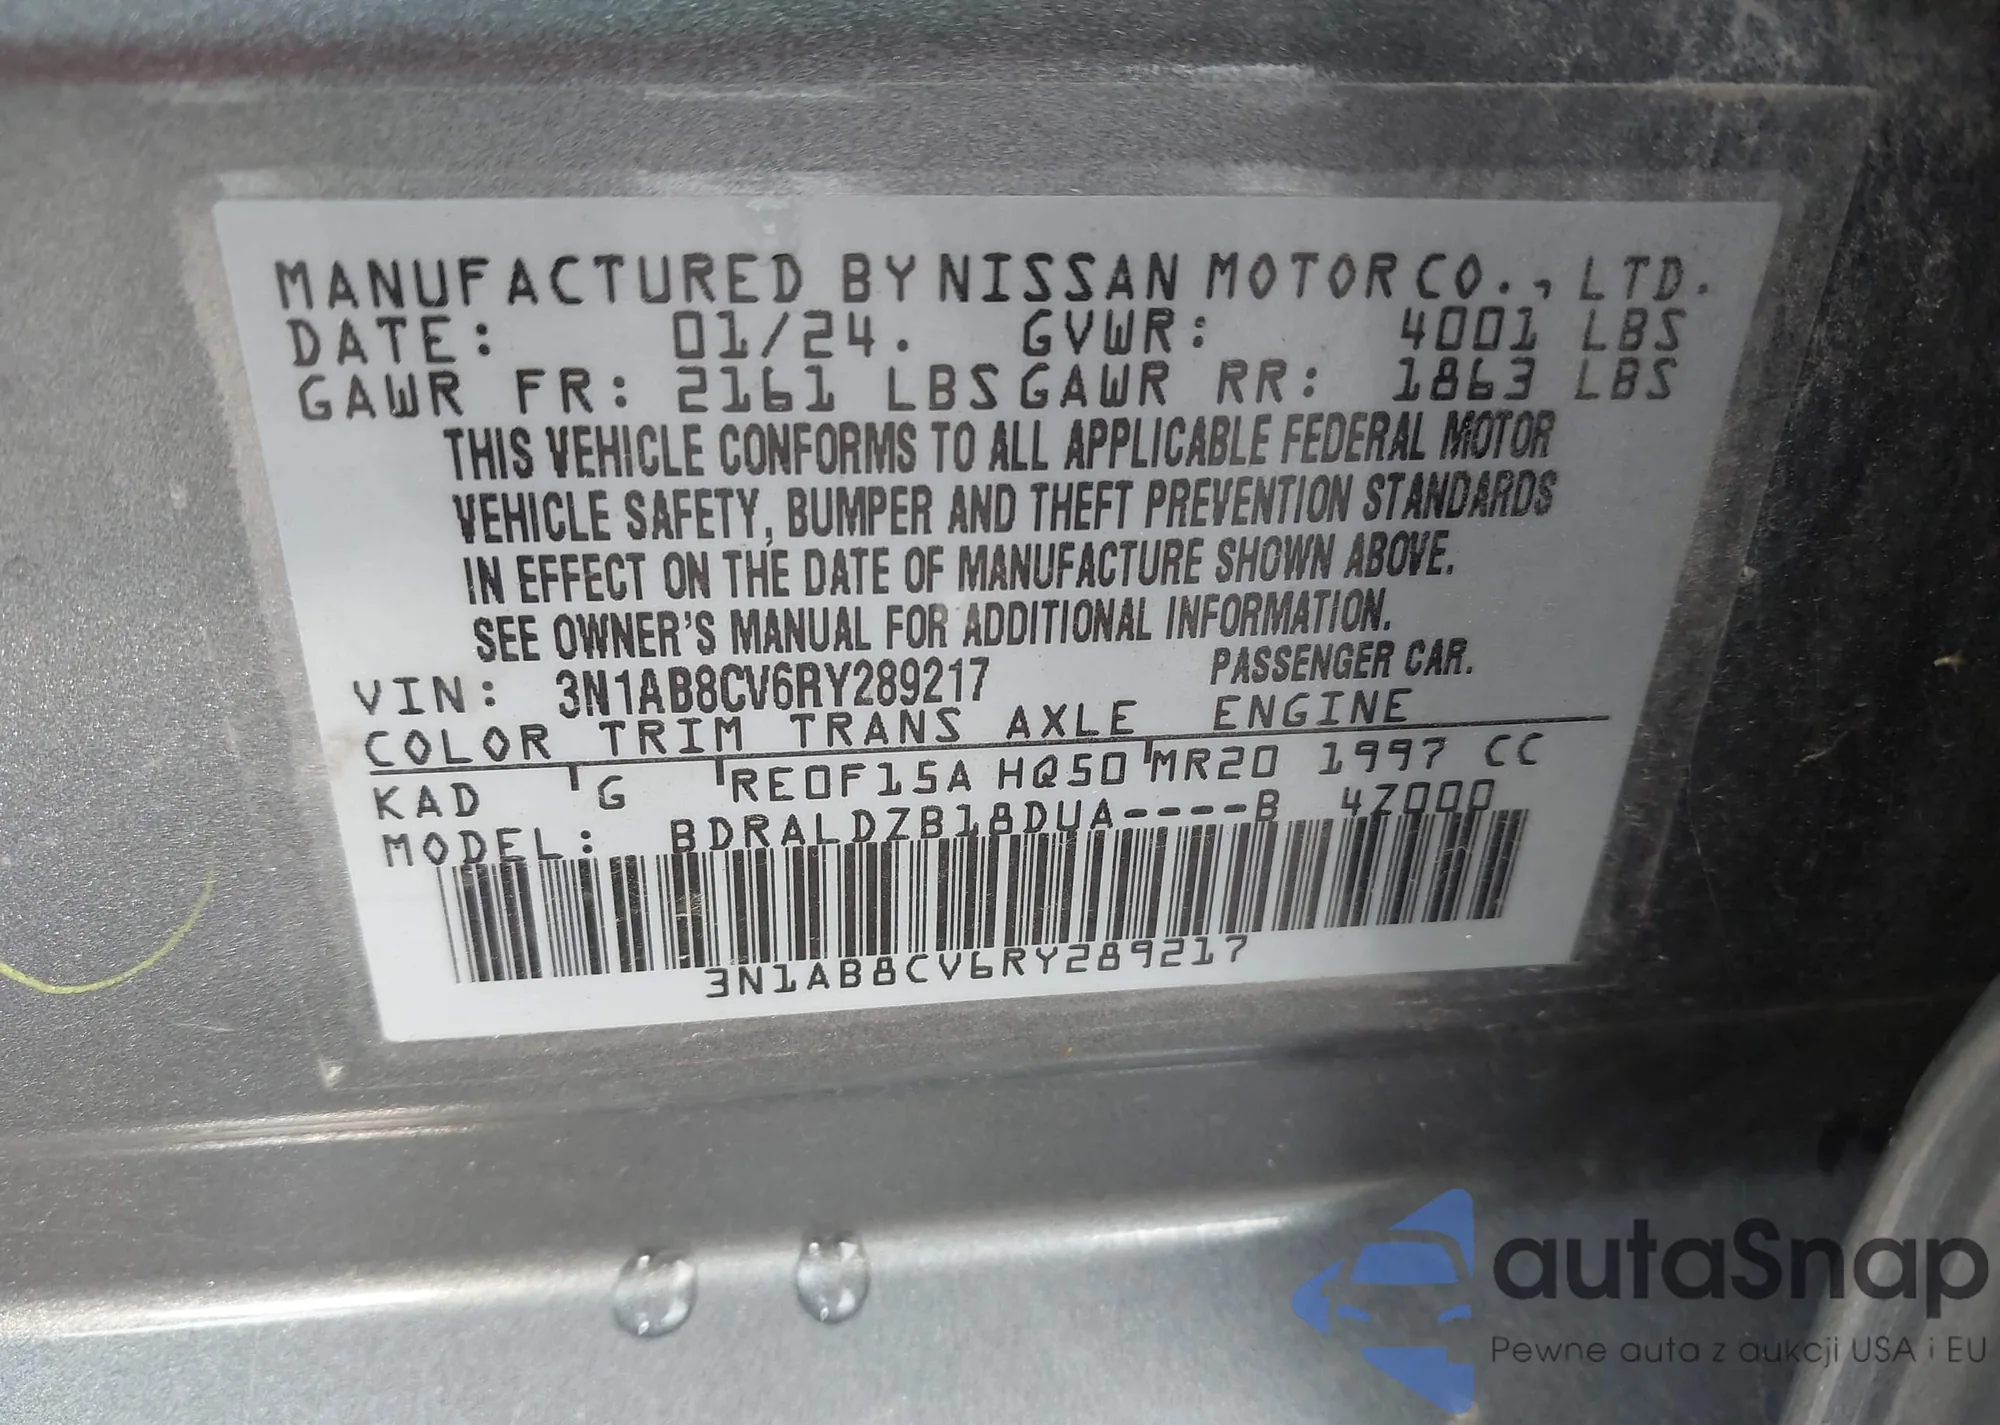 MANUFACTURED BY NISSAN MOTOR CO., LTD.
DATE: 01/24. GVWR: 4001 LBS
GAWR FR: 2161 LBS GAWR RR: 1863 LBS
THIS VEHICLE CONFORMS TO ALL APPLICABLE FEDERAL MOTOR
VEHICLE SAFETY, BUMPER AND THEFT PREVENTION STANDARDS
IN EFFECT ON THE DATE OF MANUFACTURE SHOWN ABOVE.
SEE OWNER'S MANUAL FOR ADDITIONAL INFORMATION.
VIN: 3N1AB8CV6RY289217 PASSENGER CAR.
COLOR TRIM TRANS AXLE ENGINE
KAD G RE0F15A HQ50 MR20 1997 CC
MODEL: BDRALDZB18DUA----B 4Z000
3N1AB8CV6RY289217
autaSnap
Pewne auta z aukcji USA i EU